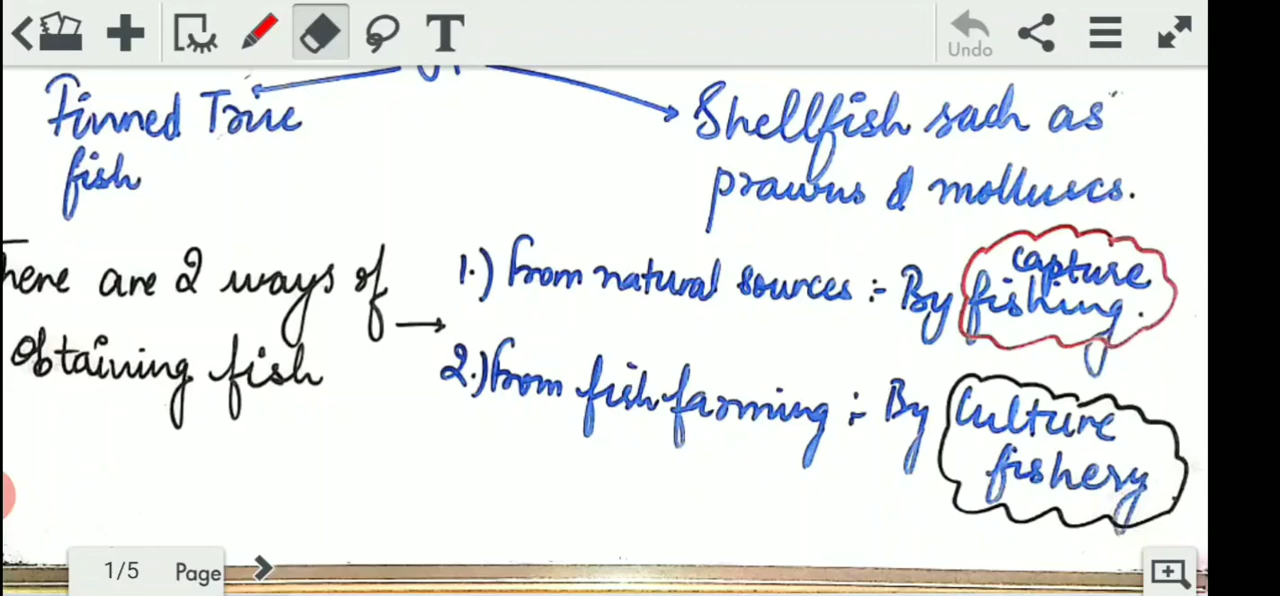 Undo
T
Finned True
fish
Shellfish such as
prawns & molluscs.
here are 2 ways of
Obtaining fish
1.) From natural sources :- By capture
fishing.
2.) From fish farming :- By Culture
fishery
1/5 Page